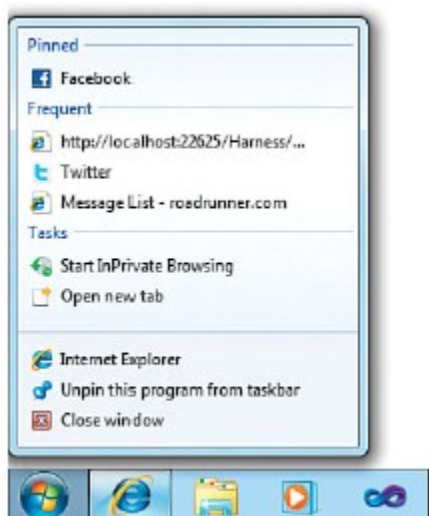 Pinned
Facebook
Frequent
http://localhost:22625/Harness/...
Twitter
Message List - roadrunner.com
Tasks
Start InPrivate Browsing
Open new tab
Internet Explorer
Unpin this program from taskbar
Close window